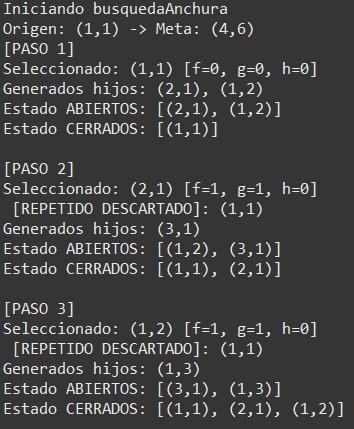 Iniciando busquedaAnchura
Origen: (1,1) -> Meta: (4,6)
[PASO 1]
Seleccionado: (1,1) [f=0, g=0, h=0]
Generados hijos: (2,1), (1,2)
Estado ABIERTOS: [(2,1), (1,2)]
Estado CERRADOS: [(1,1)]

[PASO 2]
Seleccionado: (2,1) [f=1, g=1, h=0]
 [REPETIDO DESCARTADO]: (1,1)
Generados hijos: (3,1)
Estado ABIERTOS: [(1,2), (3,1)]
Estado CERRADOS: [(1,1), (2,1)]

[PASO 3]
Seleccionado: (1,2) [f=1, g=1, h=0]
 [REPETIDO DESCARTADO]: (1,1)
Generados hijos: (1,3)
Estado ABIERTOS: [(3,1), (1,3)]
Estado CERRADOS: [(1,1), (2,1), (1,2)]